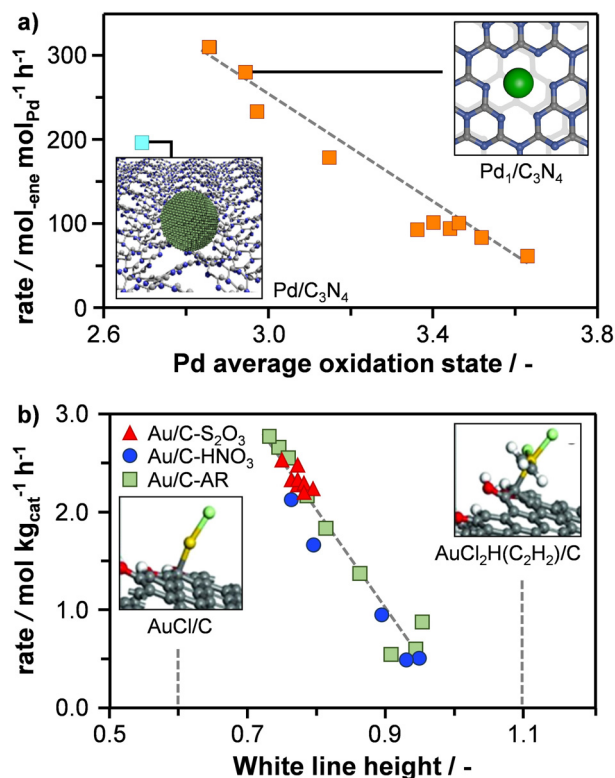 a)
300
200
100
0
rate / mol-ene molPd-1 h-1
Pd1/C3N4
Pd/C3N4
2.6 3.0 3.4 3.8
Pd average oxidation state / -
b)
3.0
2.0
1.0
0.0
rate / mol kgcat-1 h-1
Au/C-S2O3
Au/C-HNO3
Au/C-AR
AuCl/C
AuCl2H(C2H2)/C
0.5 0.7 0.9 1.1
White line height / -